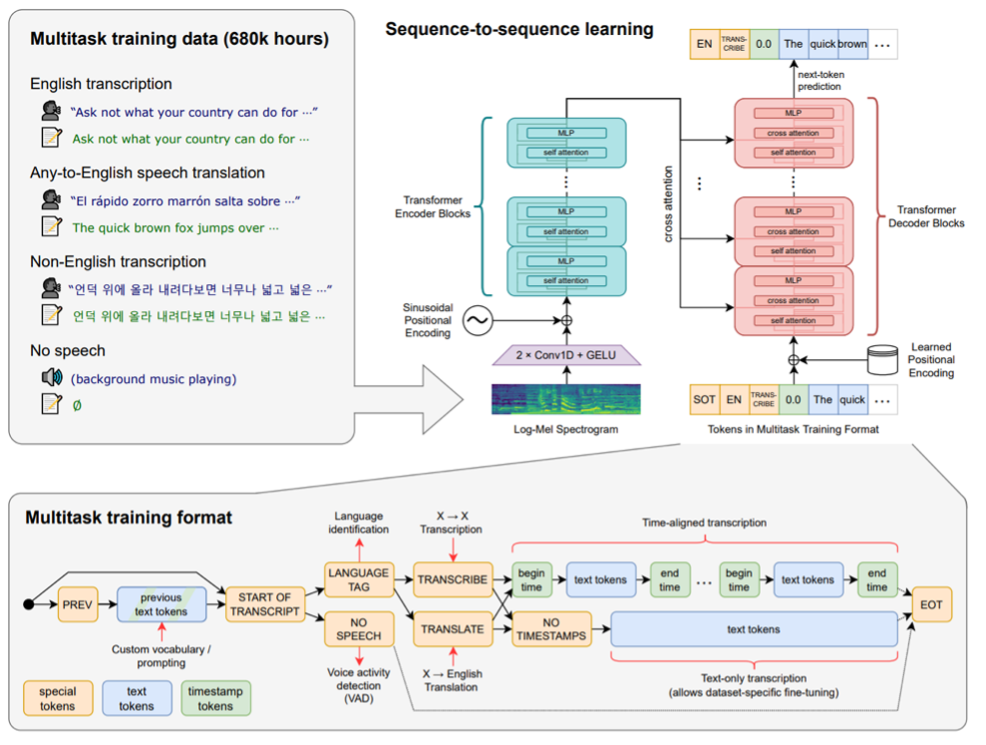 Multitask training data (680k hours)
English transcription
“Ask not what your country can do for ⋯”
Ask not what your country can do for ⋯
Any-to-English speech translation
“El rápido zorro marrón salta sobre ⋯”
The quick brown fox jumps over ⋯
Non-English transcription
“언덕 위에 올라 내려다보면 너무나 넓고 넓은 ⋯”
언덕 위에 올라 내려다보면 너무나 넓고 넓은 ⋯
No speech
(background music playing)
∅
Sequence-to-sequence learning
EN TRANS-CRIBE 0.0 The quick brown ⋯
next-token
prediction
Transformer
Encoder Blocks
MLP
self attention
⋮
MLP
self attention
MLP
self attention
Sinusoidal
Positional
Encoding
2 × Conv1D + GELU
Log-Mel Spectrogram
cross attention
⋮
MLP
cross attention
self attention
⋮
MLP
cross attention
self attention
MLP
cross attention
self attention
Transformer
Decoder Blocks
Learned
Positional
Encoding
SOT EN TRANS-CRIBE 0.0 The quick ⋯
Tokens in Multitask Training Format
Multitask training format
PREV
previous
text tokens
Custom vocabulary /
prompting
START OF
TRANSCRIPT
Language
identification
LANGUAGE
TAG
NO
SPEECH
Voice activity
detection
(VAD)
X → X
Transcription
TRANSCRIBE
TRANSLATE
X → English
Translation
Time-aligned transcription
begin
time
text tokens
end
time
⋯
begin
time
text tokens
end
time
NO
TIMESTAMPS
text tokens
Text-only transcription
(allows dataset-specific fine-tuning)
EOT
special
tokens
text
tokens
timestamp
tokens